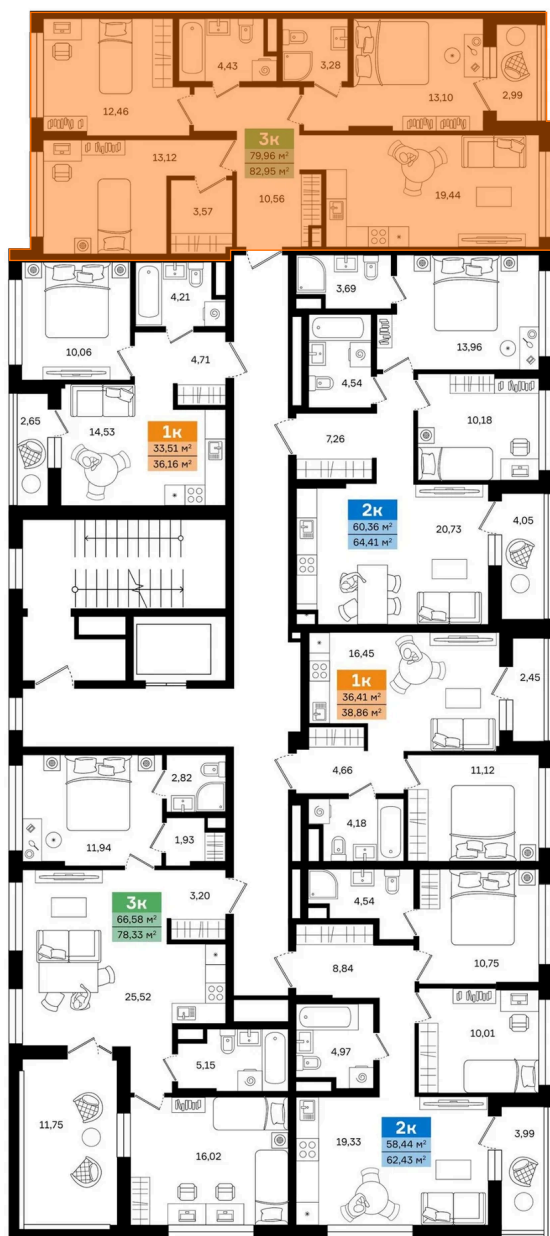 4,43
3,28
12,46
13,10
2,99
3к
79,96 м²
82,95 м²
13,12
3,57
10,56
19,44
4,21
3,69
10,06
4,71
4,54
13,96
2,65
14,53
1к
33,51 м²
36,16 м²
7,26
10,18
2к
60,36 м²
64,41 м²
20,73
4,05
16,45
1к
36,41 м²
38,86 м²
2,45
2,82
4,66
11,12
11,94
1,93
4,18
3к
66,58 м²
78,33 м²
3,20
4,54
10,75
25,52
8,84
10,01
5,15
4,97
11,75
16,02
19,33
2к
58,44 м²
62,43 м²
3,99